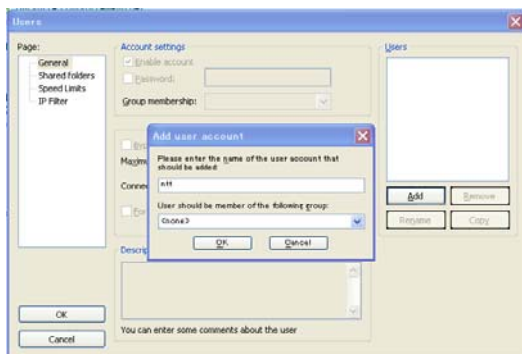 Users
Page:
General
Shared folders
Speed Limits
IP Filter
Account settings
Enable account
Password:
Group membership:
Users
Add user account
Please enter the name of the user account that
should be added:
ntt
User should be member of the following group:
<none>
OK
Cancel
Add
Remove
Rename
Copy
You can enter some comments about the user
OK
Cancel